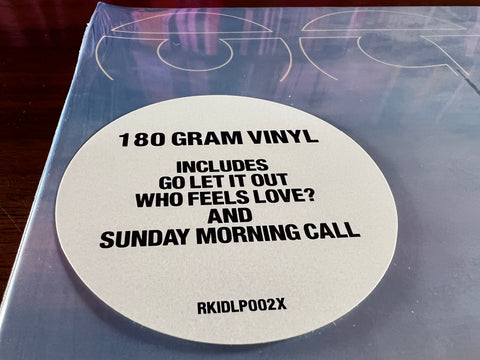 180 GRAM VINYL
INCLUDES
GO LET IT OUT
WHO FEELS LOVE?
AND
SUNDAY MORNING CALL
RKIDLP002X